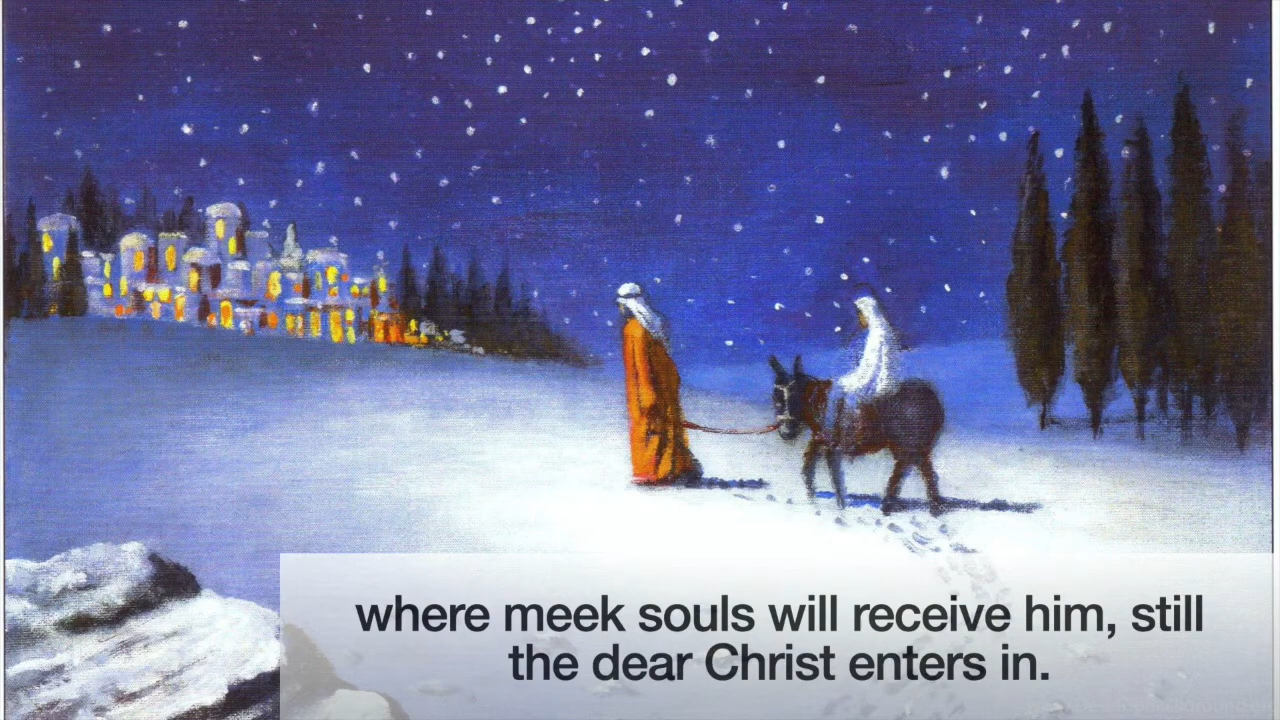 where meek souls will receive him, still
the dear Christ enters in.